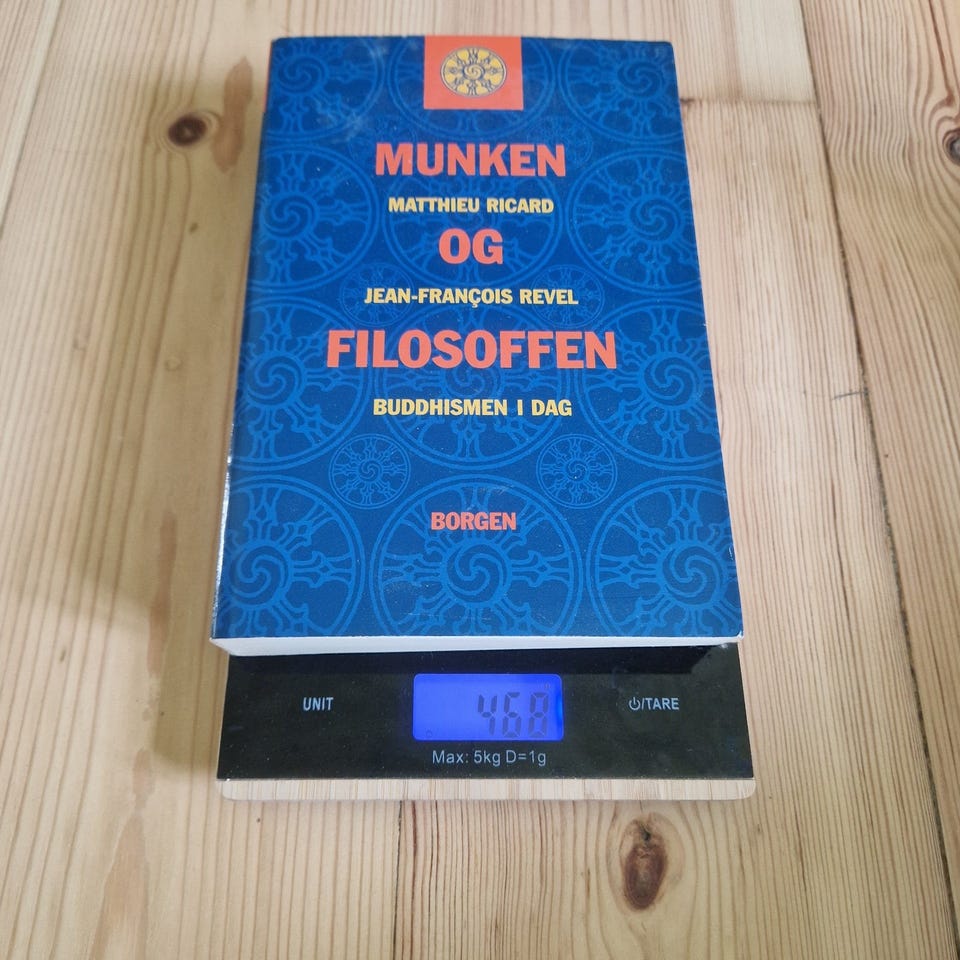 MUNKEN
MATTHIEU RICARD
OG
JEAN-FRANÇOIS REVEL
FILOSOFFEN
BUDDHISMEN I DAG
BORGEN
UNIT
468
⏻/TARE
Max: 5kg D=1g